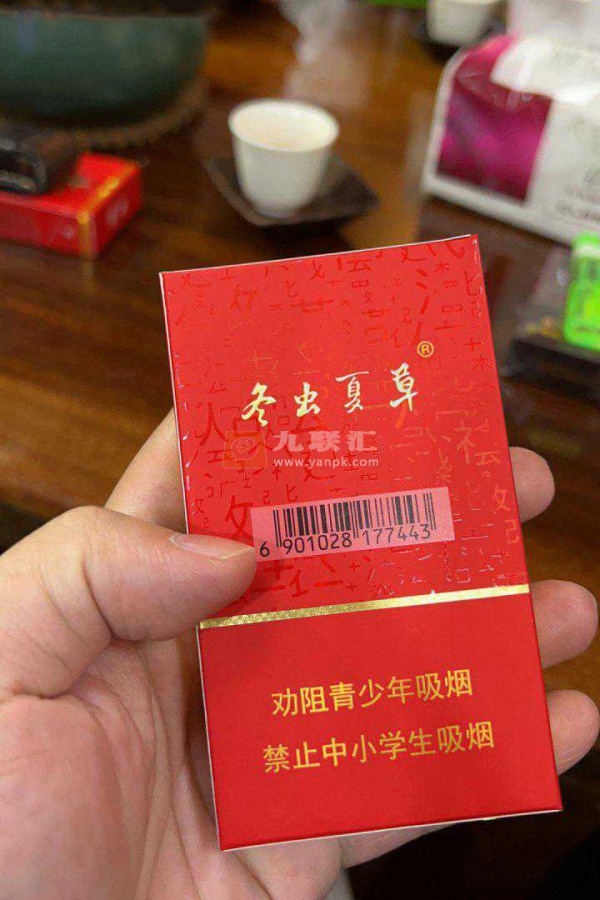 冬虫夏草®
九联汇
www.yanpk.com
6 901028 177443
劝阻青少年吸烟
禁止中小学生吸烟